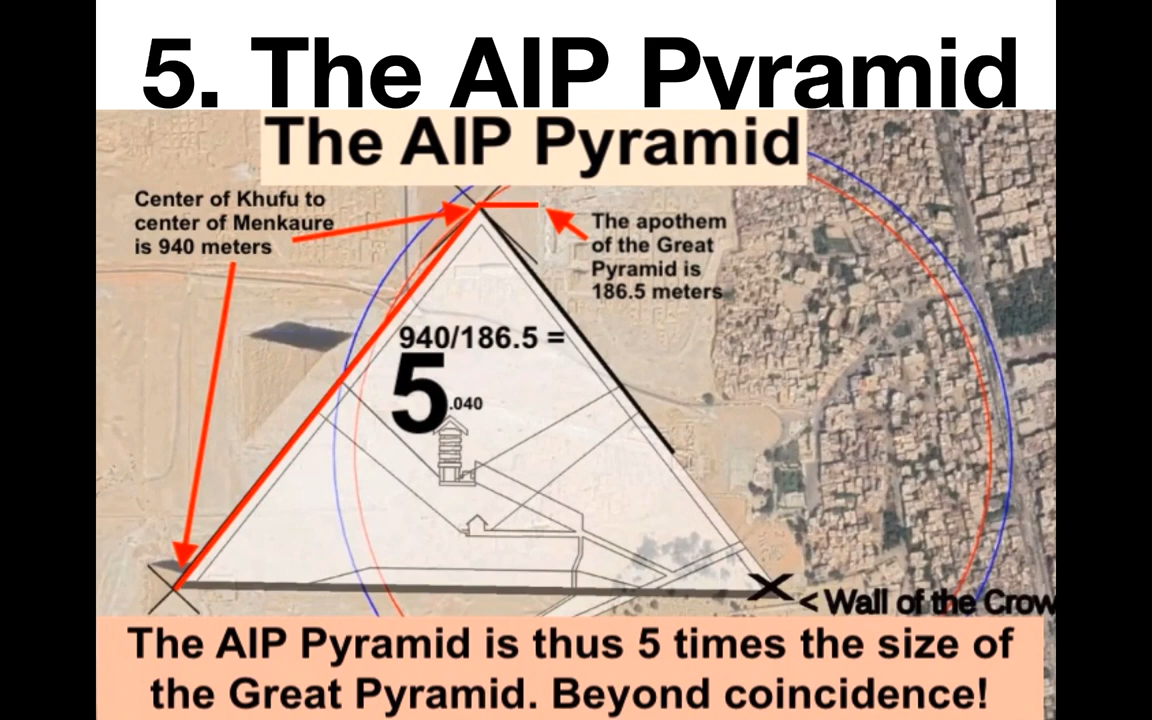 5. The AIP Pyramid
The AIP Pyramid
Center of Khufu to
center of Menkaure
is 940 meters
The apothem
of the Great
Pyramid is
186.5 meters
940/186.5 =
5.040
< Wall of the Crow
The AIP Pyramid is thus 5 times the size of
the Great Pyramid. Beyond coincidence!